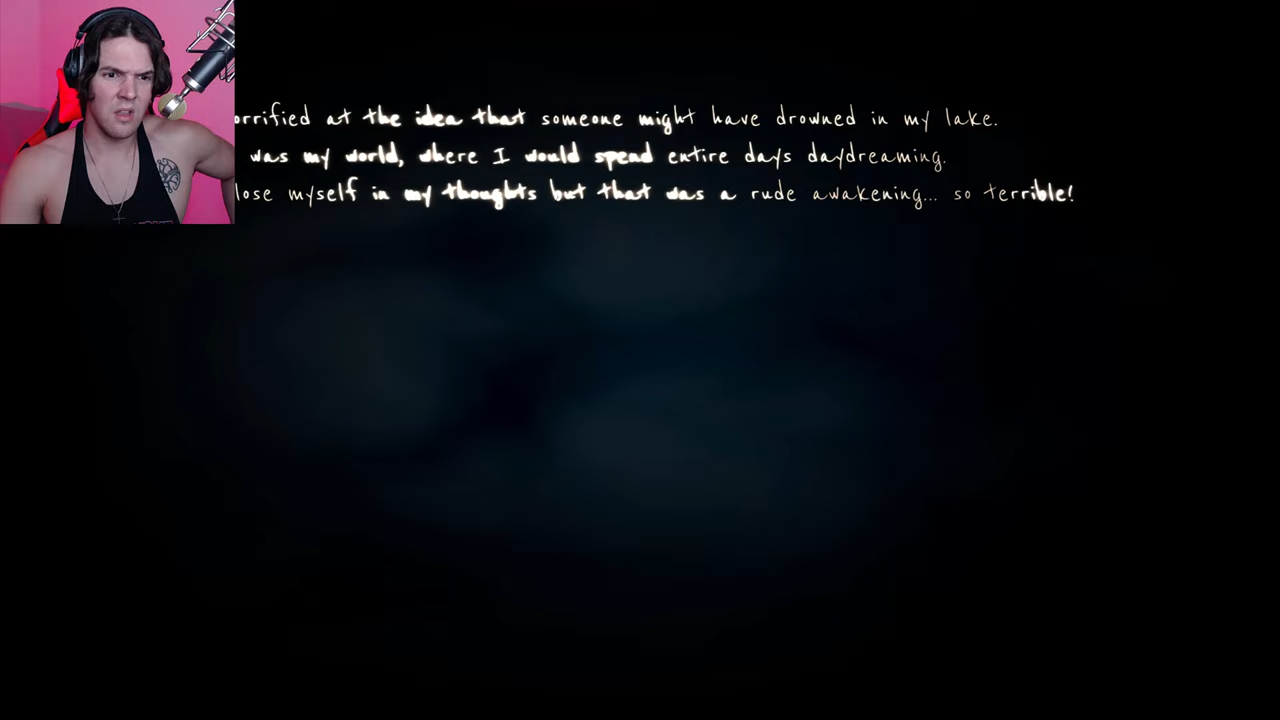 orrified at the idea that someone might have drowned in my lake.
was my world, where I would spend entire days daydreaming.
lose myself in my thoughts but that was a rude awakening... so terrible!